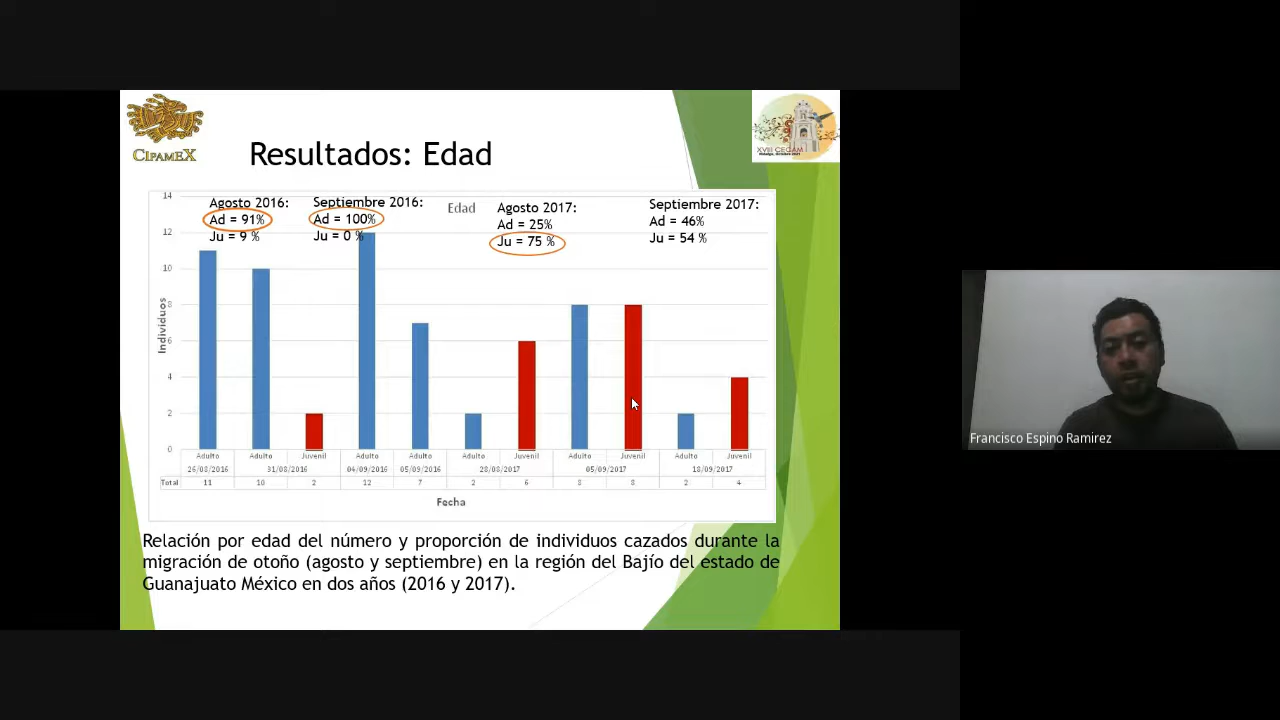 CIPAMEX
XVIII CECAM
Hidalgo, Octubre 2021
Resultados: Edad
Agosto 2016:
Ad = 91%
Ju = 9 %
Septiembre 2016:
Ad = 100%
Ju = 0 %
Edad
Agosto 2017:
Ad = 25%
Ju = 75 %
Septiembre 2017:
Ad = 46%
Ju = 54 %
14
12
10
8
6
4
2
0
Individuos
Adulto Adulto Juvenil Adulto Adulto Adulto Juvenil Adulto Juvenil Adulto Juvenil
26/08/2016 31/08/2016 04/09/2016 05/09/2016 28/08/2017 05/09/2017 18/09/2017
Total 11 10 2 12 7 2 6 8 8 2 4
Fecha
Relación por edad del número y proporción de individuos cazados durante la
migración de otoño (agosto y septiembre) en la región del Bajío del estado de
Guanajuato México en dos años (2016 y 2017).
Francisco Espino Ramirez